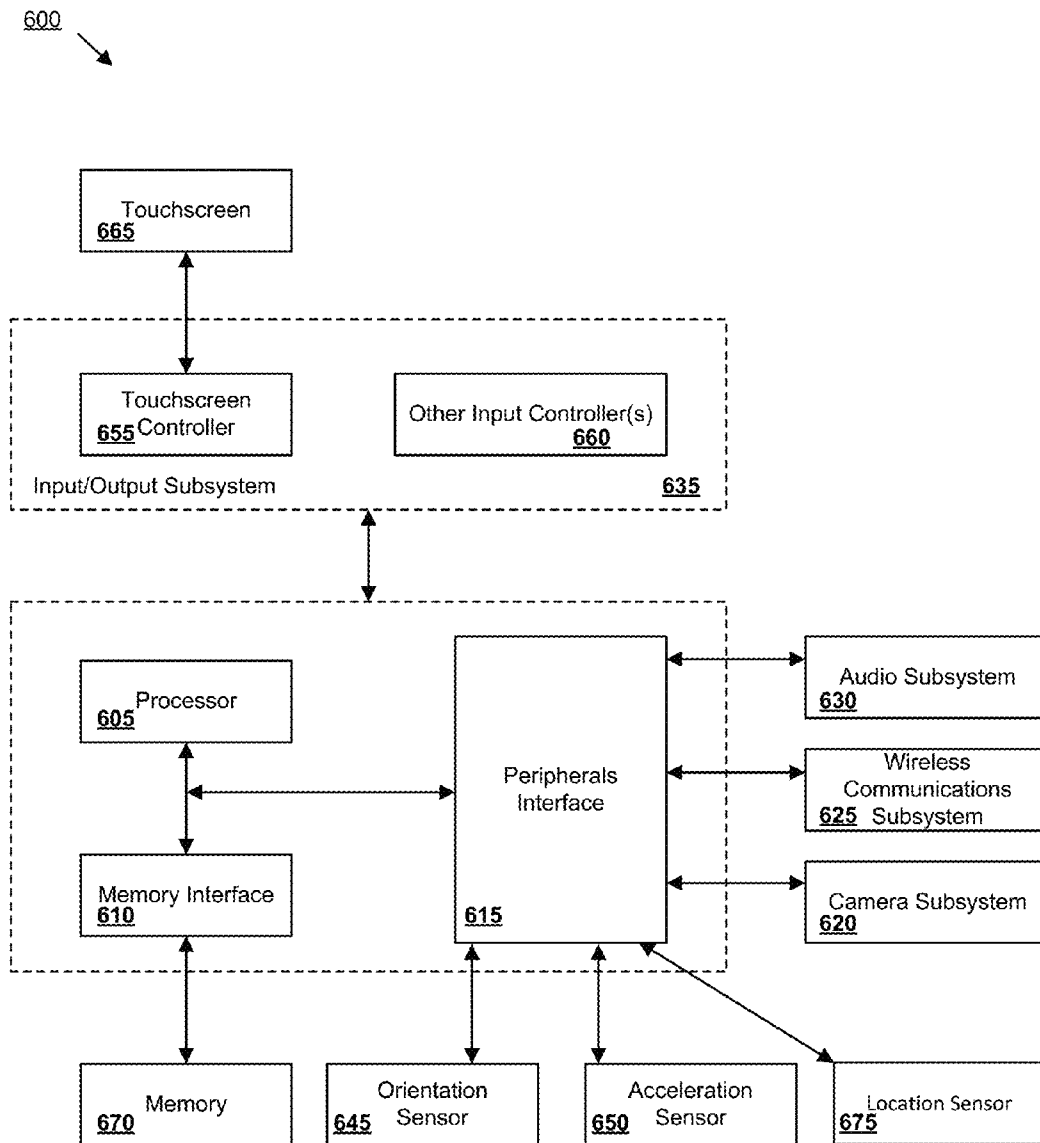 600
Touchscreen
665
Touchscreen
Controller
655
Other Input Controller(s)
660
Input/Output Subsystem
635
Processor
605
Peripherals
Interface
615
Memory Interface
610
Audio Subsystem
630
Wireless
Communications
Subsystem
625
Camera Subsystem
620
Memory
670
Orientation
Sensor
645
Acceleration
Sensor
650
Location Sensor
675